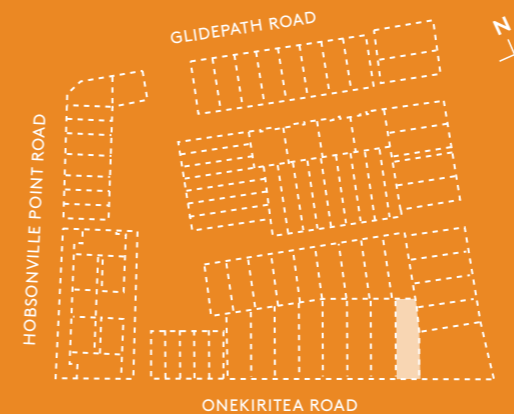 GLIDEPATH ROAD
N
HOBSONVILLE POINT ROAD
ONEKIRITEA ROAD